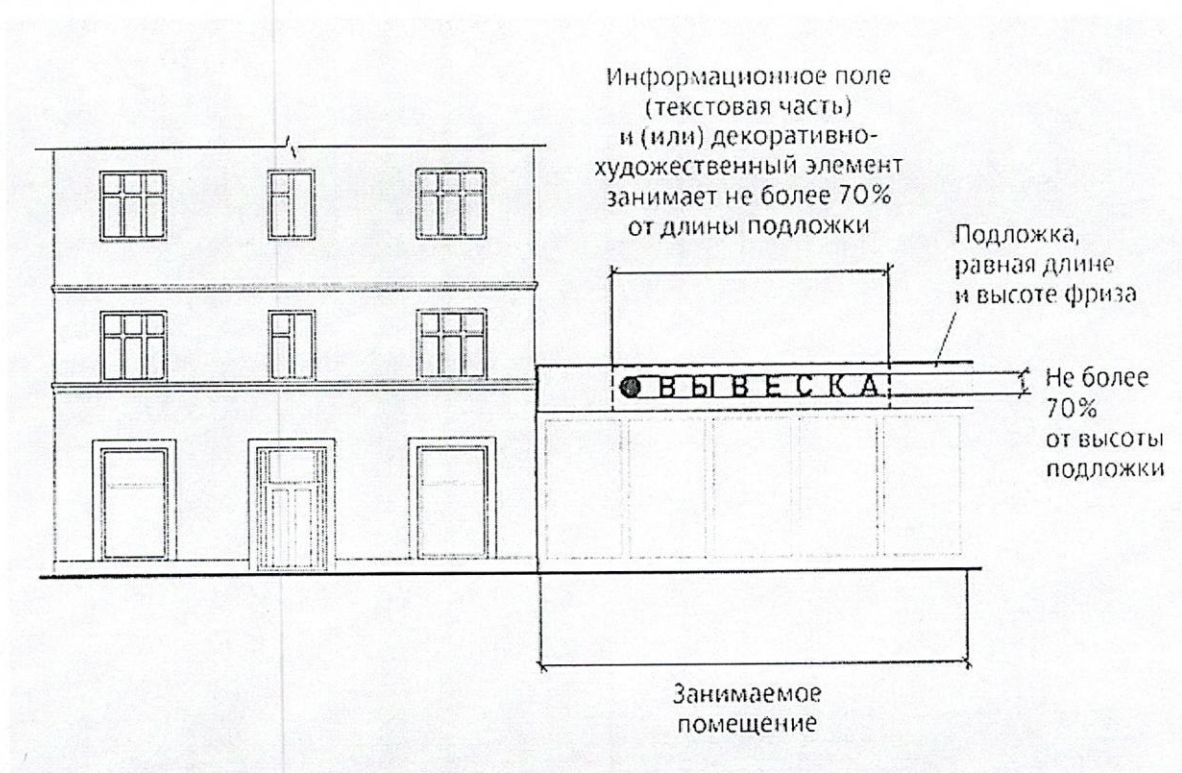 Информационное поле
(текстовая часть)
и (или) декоративно-
художественный элемент
занимает не более 70%
от длины подложки
Подложка,
равная длине
и высоте фриза
ВЫВЕСКА
Не более
70%
от высоты
подложки
Занимаемое
помещение